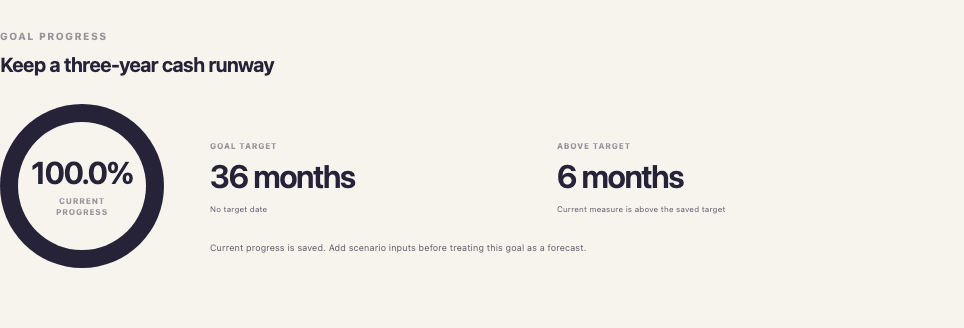 GOAL PROGRESS
Keep a three-year cash runway
100.0%
CURRENT
PROGRESS
GOAL TARGET
36 months
No target date
ABOVE TARGET
6 months
Current measure is above the saved target
Current progress is saved. Add scenario inputs before treating this goal as a forecast.